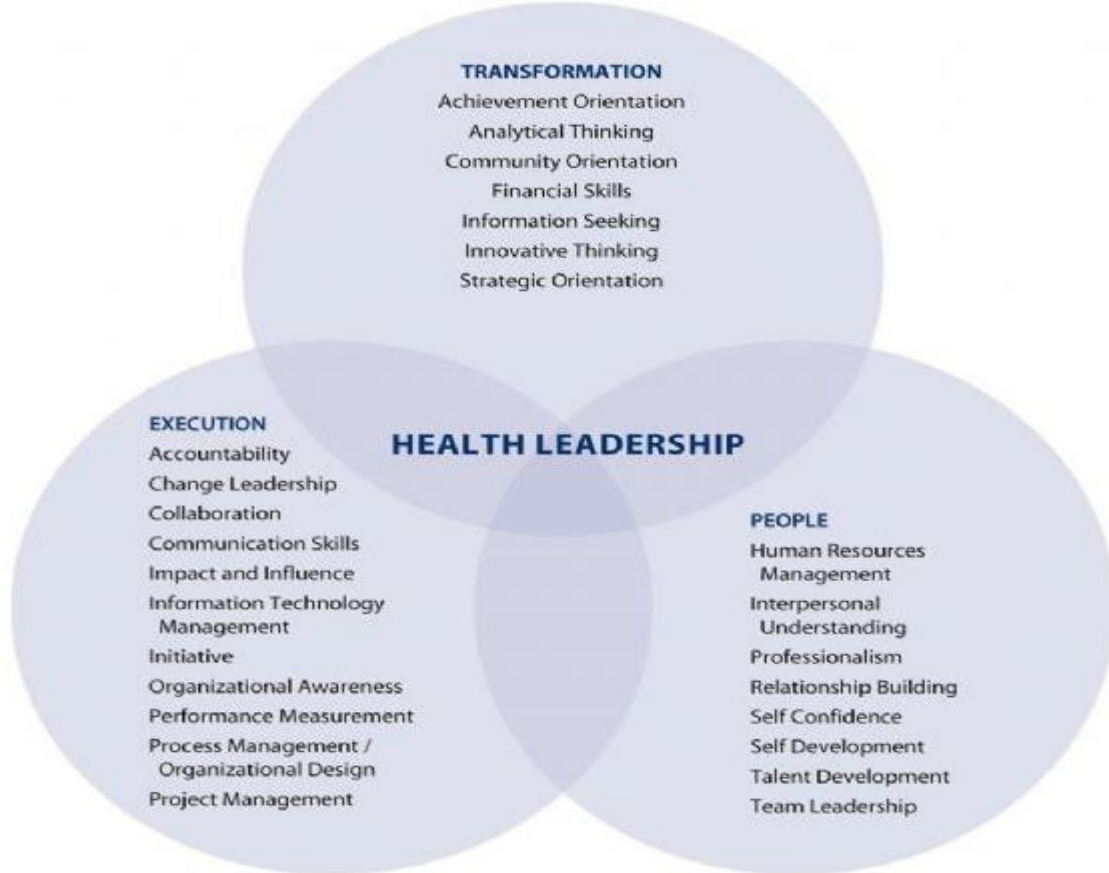 TRANSFORMATION
Achievement Orientation
Analytical Thinking
Community Orientation
Financial Skills
Information Seeking
Innovative Thinking
Strategic Orientation
HEALTH LEADERSHIP
EXECUTION
Accountability
Change Leadership
Collaboration
Communication Skills
Impact and Influence
Information Technology
Management
Initiative
Organizational Awareness
Performance Measurement
Process Management /
Organizational Design
Project Management
PEOPLE
Human Resources
Management
Interpersonal
Understanding
Professionalism
Relationship Building
Self Confidence
Self Development
Talent Development
Team Leadership